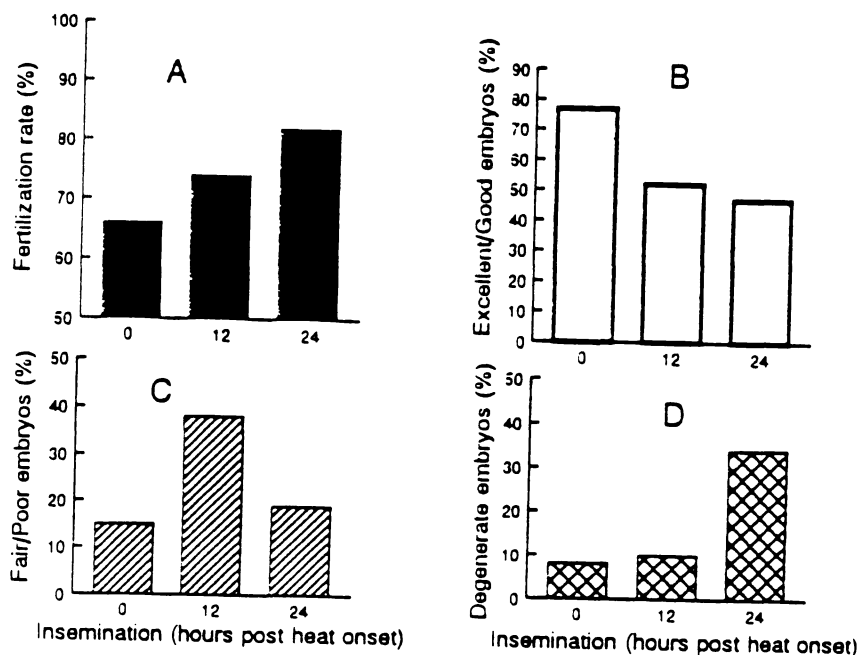 A
Fertilization rate (%)
100
90
80
70
60
50
0 12 24
B
Excellent/Good embryos (%)
90
80
70
60
50
40
30
20
10
0
0 12 24
C
Fair/Poor embryos (%)
50
40
30
20
10
0
0 12 24
Insemination (hours post heat onset)
D
Degenerate embryos (%)
50
40
30
20
10
0
0 12 24
Insemination (hours post heat onset)